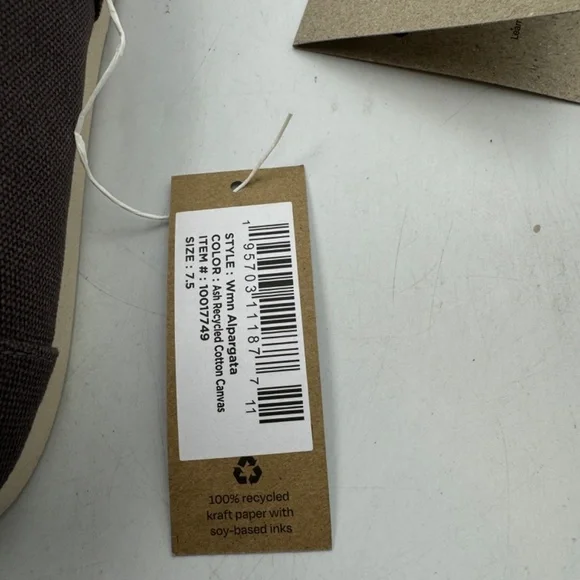 STYLE : Wmn Alpargata
COLOR : Ash Recycled Cotton Canvas
ITEM # : 10017749
SIZE : 7.5
1 95703 11187 7 11
100% recycled
kraft paper with
soy-based inks
Learn